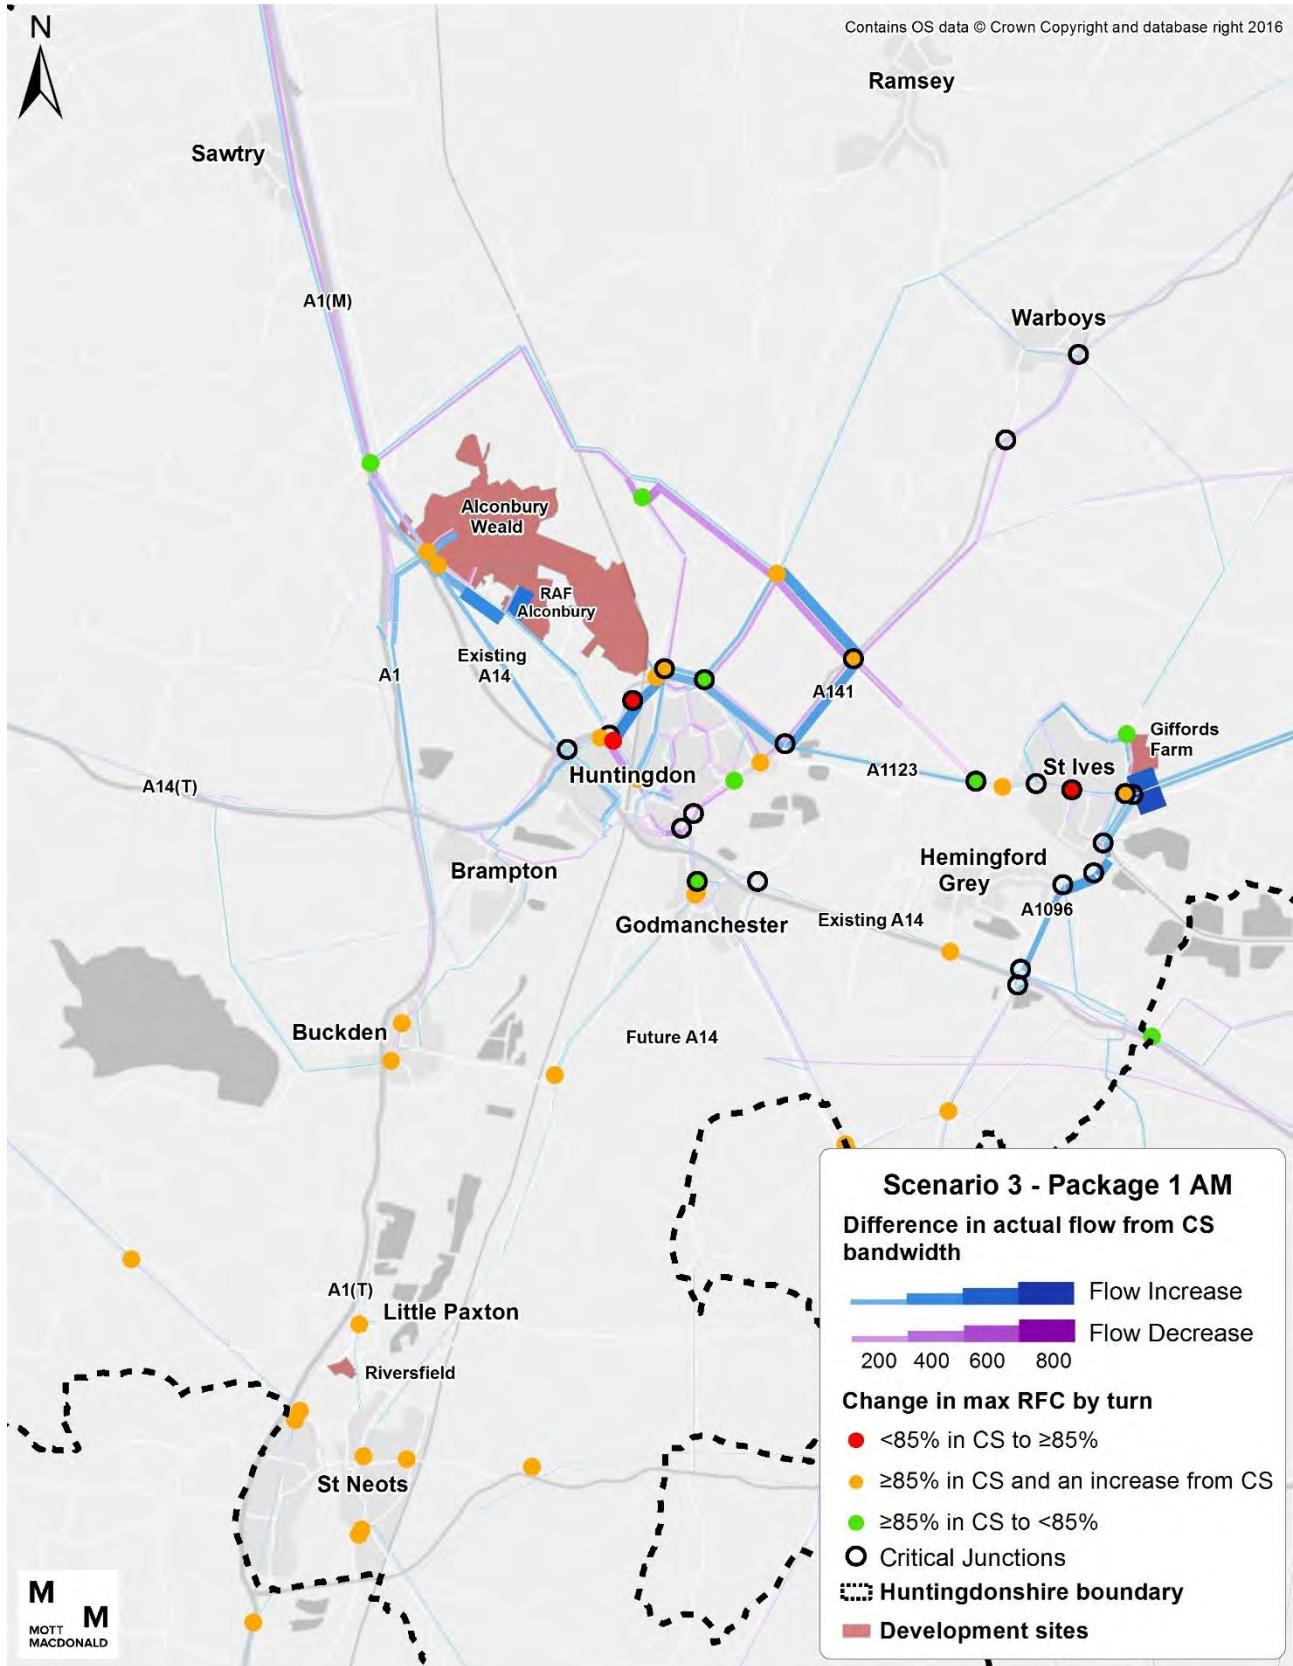 N
Contains OS data © Crown Copyright and database right 2016
Ramsey
Sawtry
A1(M)
Warboys
Alconbury
Weald
RAF
Alconbury
Existing
A14
A1
A141
Giffords
Farm
St Ives
A1123
Huntingdon
A14(T)
Hemingford
Grey
Brampton
A1096
Existing A14
Godmanchester
Buckden
Future A14
A1(T)
Little Paxton
Riversfield
St Neots
Scenario 3 - Package 1 AM
Difference in actual flow from CS
bandwidth
Flow Increase
Flow Decrease
200 400 600 800
Change in max RFC by turn
<85% in CS to ≥85%
≥85% in CS and an increase from CS
≥85% in CS to <85%
Critical Junctions
Huntingdonshire boundary
Development sites
M
M
MOTT
MACDONALD